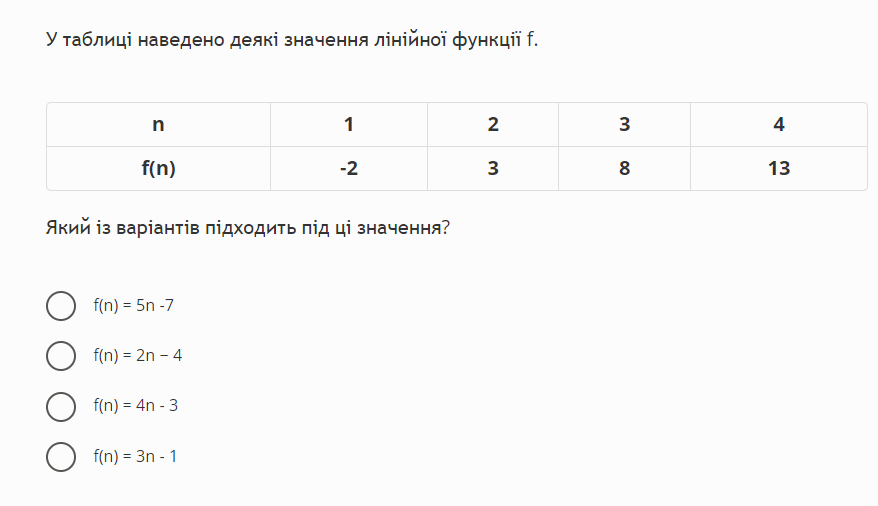 У таблиці наведено деякі значення лінійної функції f.
n 1 2 3 4
f(n) -2 3 8 13
Який із варіантів підходить під ці значення?
f(n) = 5n -7
f(n) = 2n − 4
f(n) = 4n - 3
f(n) = 3n - 1